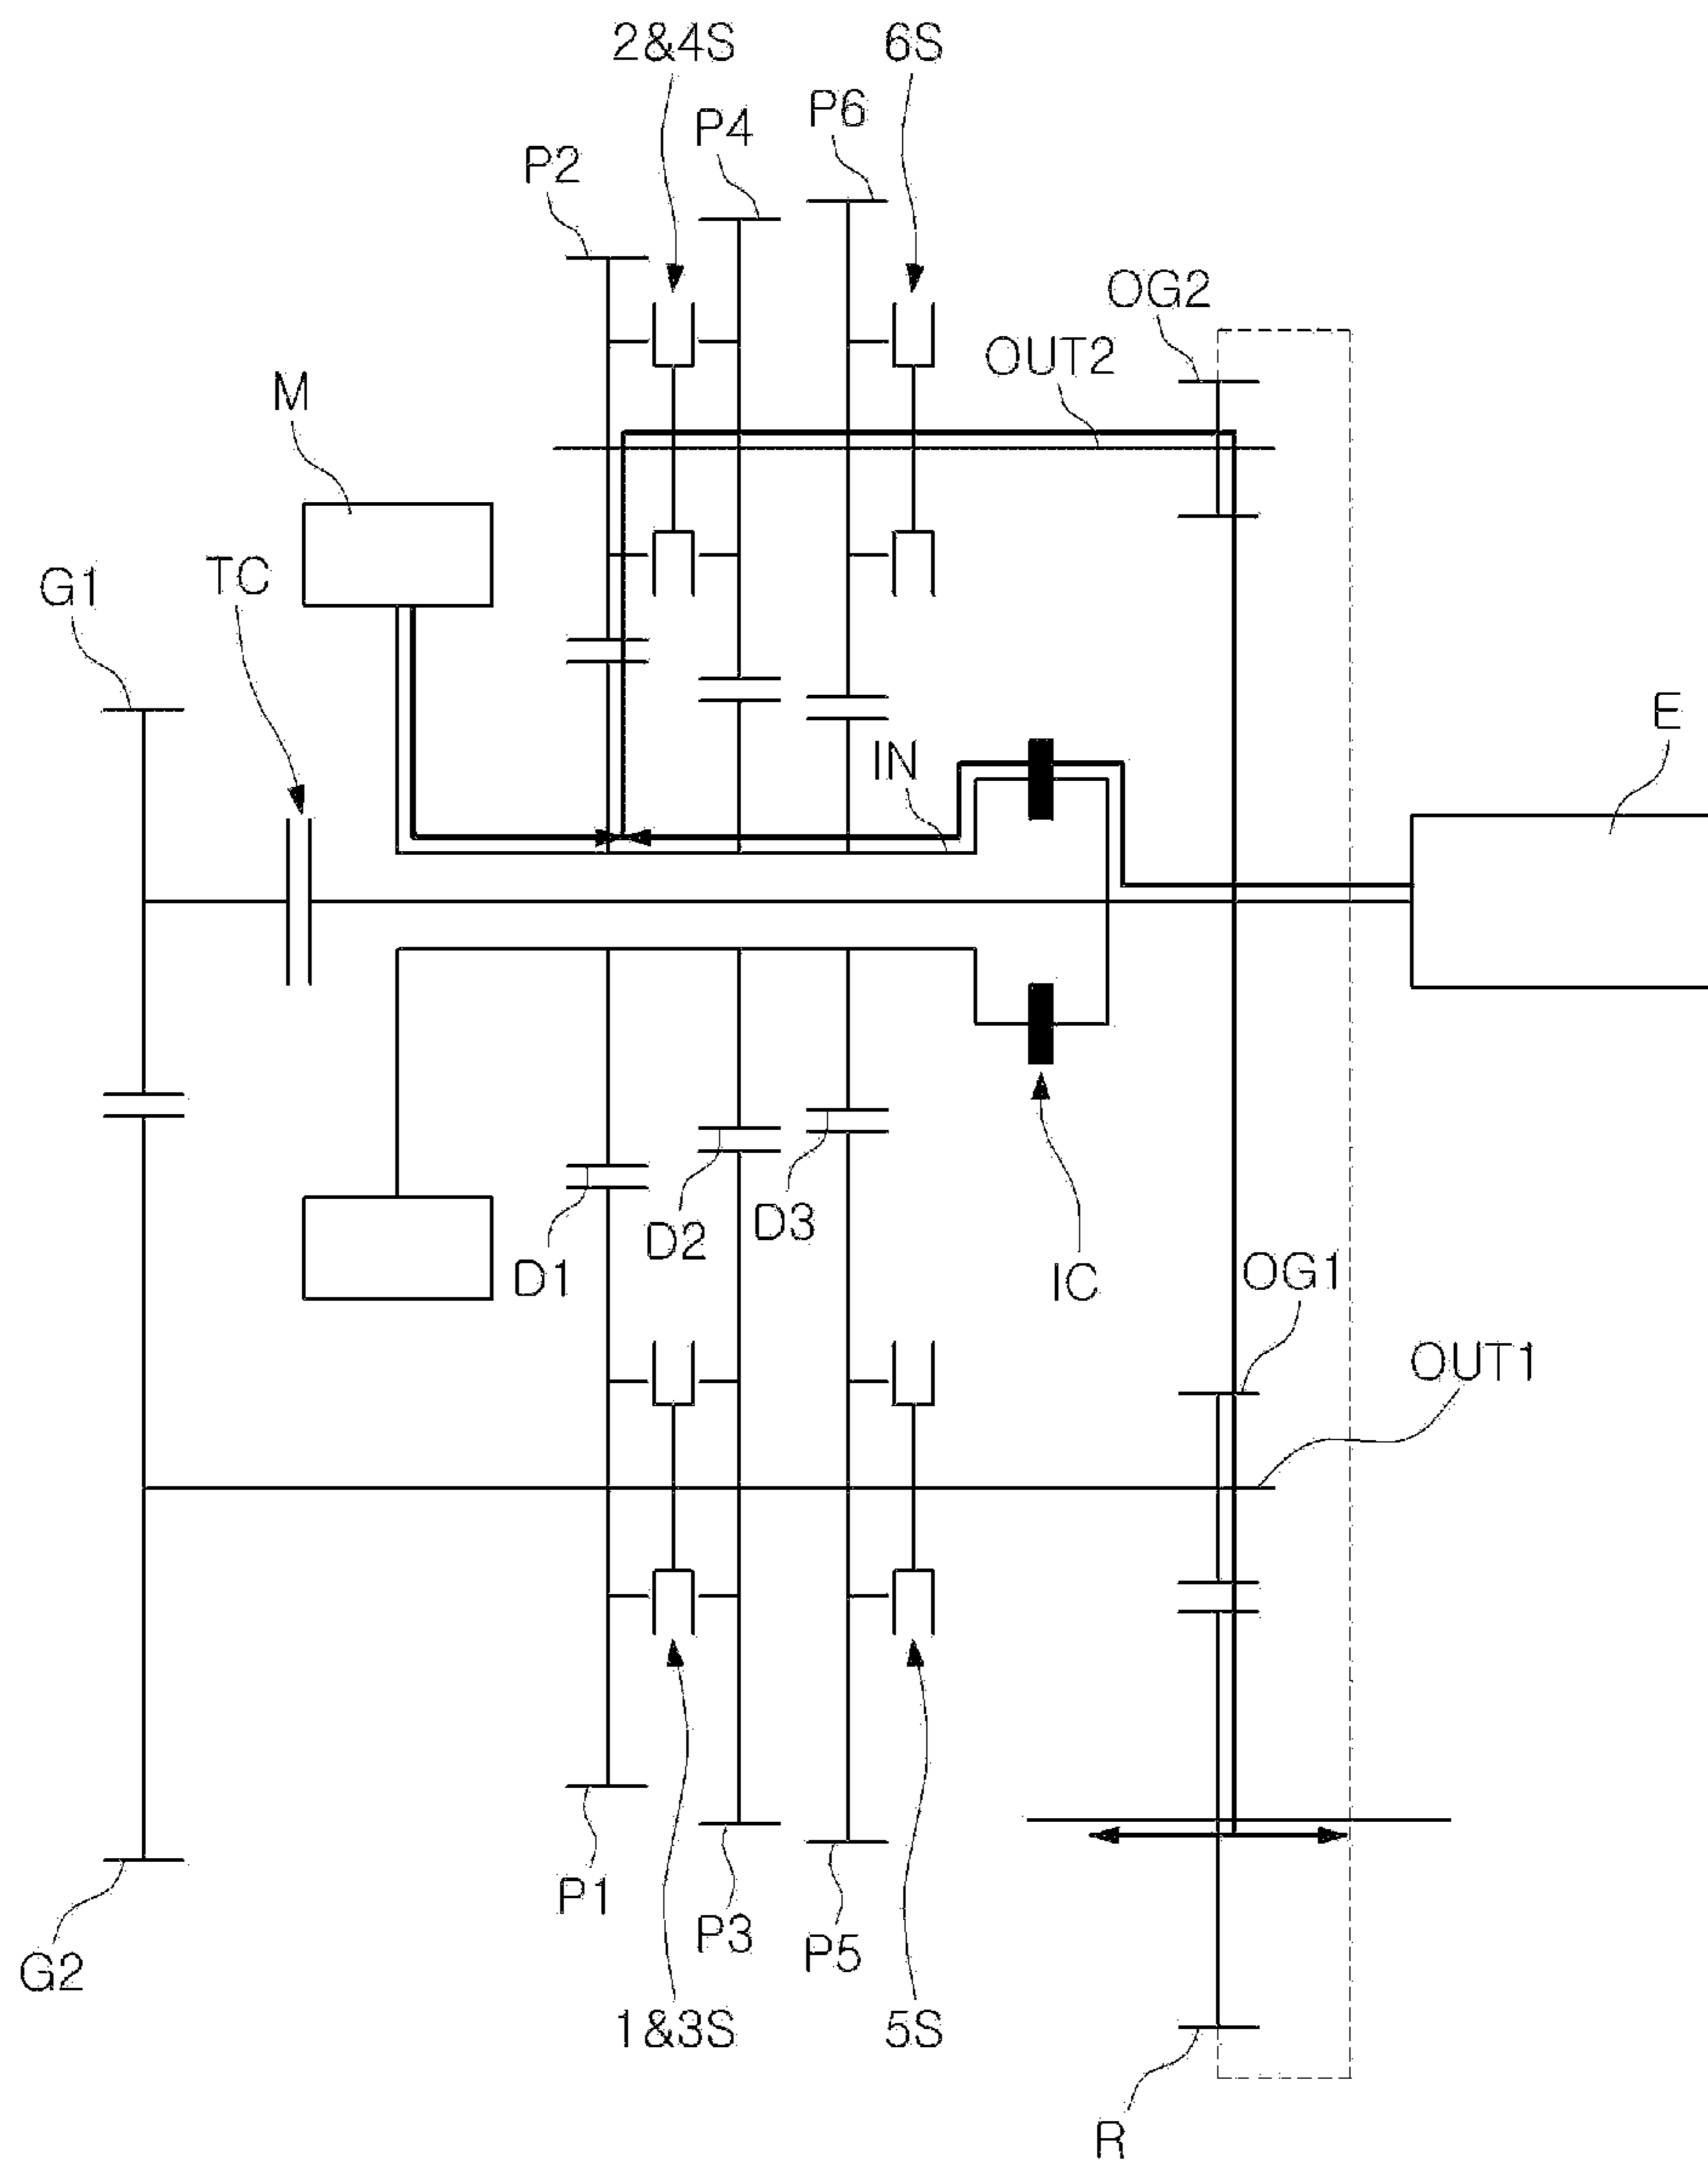 2&4S
6S
P6
P4
P2
OG2
OUT2
M
TC
G1
E
IN
D3
D2
D1
IC
OG1
OUT1
P1
P3
P5
G2
1&3S
5S
R